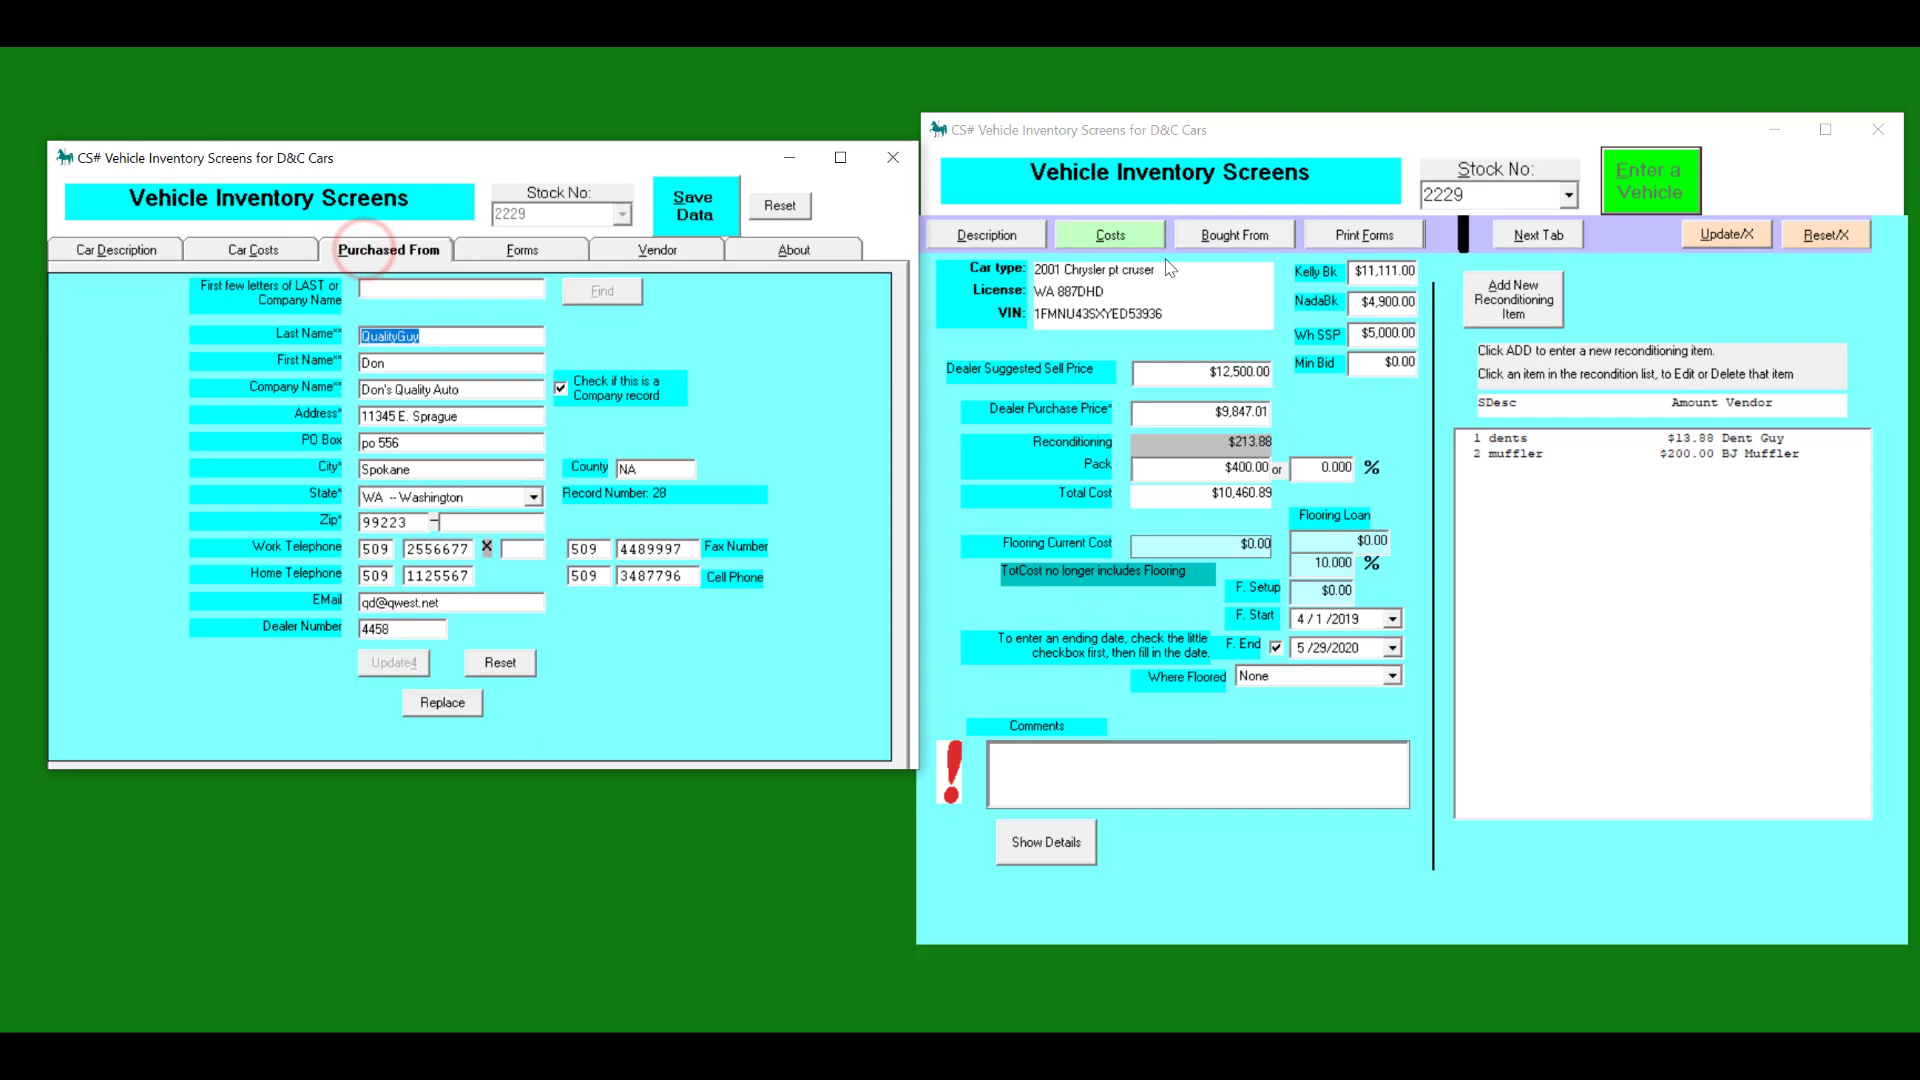 CS# Vehicle Inventory Screens for D&C Cars
Vehicle Inventory Screens
Stock No:
2229
Save
Data
Reset
Car Description
Car Costs
Purchased From
Forms
Vendor
About
First few letters of LAST or
Company Name
Find
Last Name** QualityGuy
First Name** Don
Company Name** Don's Quality Auto
Check if this is a
Company record
Address* 11345 E. Sprague
PO Box po 556
City* Spokane
County NA
State* WA -- Washington
Record Number: 28
Zip* 99223 –
Work Telephone 509 2556677 X
509 4489997 Fax Number
Home Telephone 509 1125567
509 3487796 Cell Phone
EMail qd@qwest.net
Dealer Number 4458
Update4
Reset
Replace
CS# Vehicle Inventory Screens for D&C Cars
Vehicle Inventory Screens
Stock No:
2229
Enter a
Vehicle
Description
Costs
Bought From
Print Forms
Next Tab
Update/X
Reset/X
Car type: 2001 Chrysler pt cruser
License: WA 887DHD
VIN: 1FMNU43SXYED53936
Kelly Bk $11,111.00
NadaBk $4,900.00
Wh SSP $5,000.00
Min Bid $0.00
Dealer Suggested Sell Price $12,500.00
Dealer Purchase Price* $9,847.01
Reconditioning $213.88
Pack $400.00 or 0.000 %
Total Cost $10,460.89
Flooring Loan
Flooring Current Cost $0.00
$0.00
TotCost no longer includes Flooring
10.000 %
F. Setup $0.00
F. Start 4 / 1 /2019
To enter an ending date, check the little
checkbox first, then fill in the date.
F. End 5 /29/2020
Where Floored None
Comments
Show Details
Add New
Reconditioning
Item
Click ADD to enter a new reconditioning item.
Click an item in the recondition list, to Edit or Delete that item
SDesc Amount Vendor
1 dents $13.88 Dent Guy
2 muffler $200.00 BJ Muffler